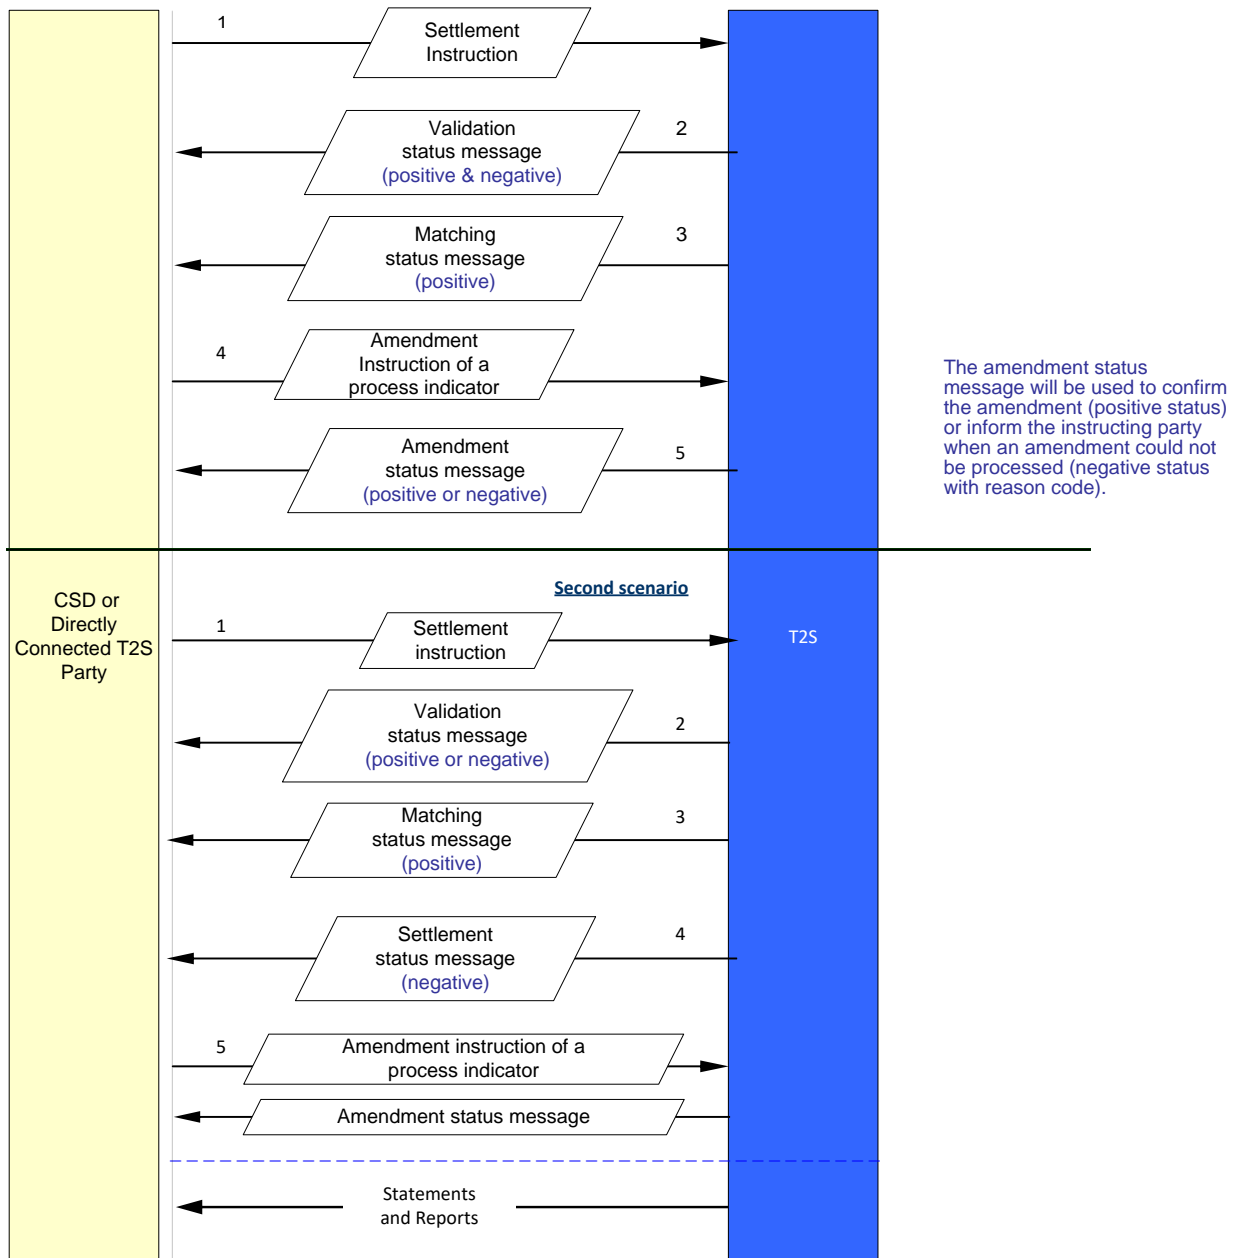 1
Settlement
Instruction
Validation
status message
(positive & negative)
2
Matching
status message
(positive)
3
4
Amendment
Instruction of a
process indicator
Amendment
status message
(positive or negative)
5
The amendment status
message will be used to confirm
the amendment (positive status)
or inform the instructing party
when an amendment could not
be processed (negative status
with reason code).
Second scenario
CSD or
Directly
Connected T2S
Party
T2S
1
Settlement
instruction
Validation
status message
(positive or negative)
2
Matching
status message
(positive)
3
Settlement
status message
(negative)
4
5
Amendment instruction of a
process indicator
Amendment status message
Statements
and Reports